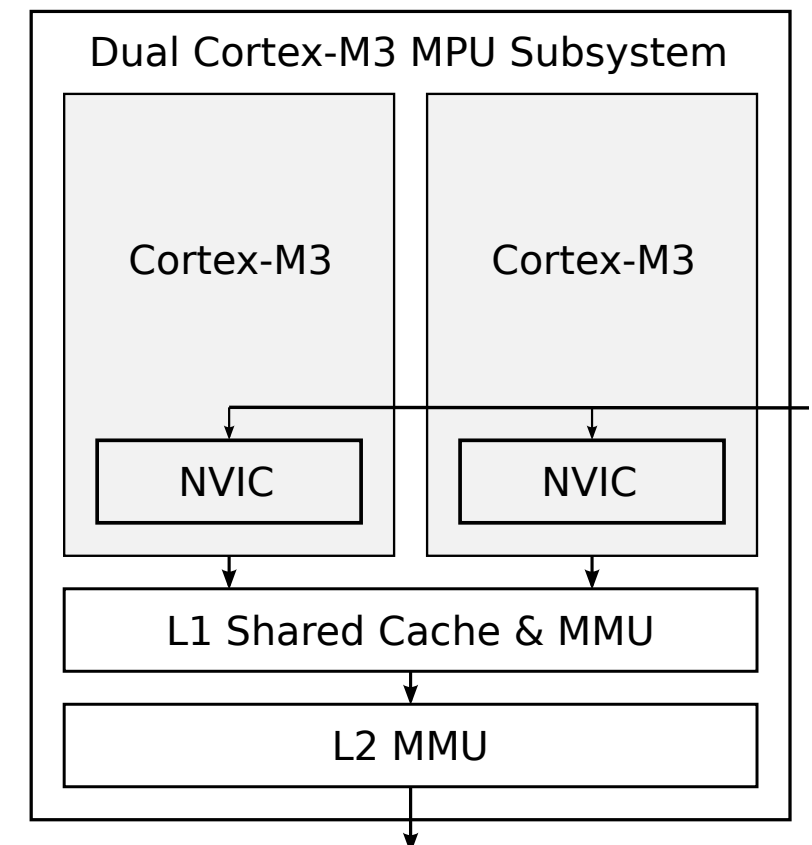 Dual Cortex-M3 MPU Subsystem
Cortex-M3
Cortex-M3
NVIC
NVIC
L1 Shared Cache & MMU
L2 MMU